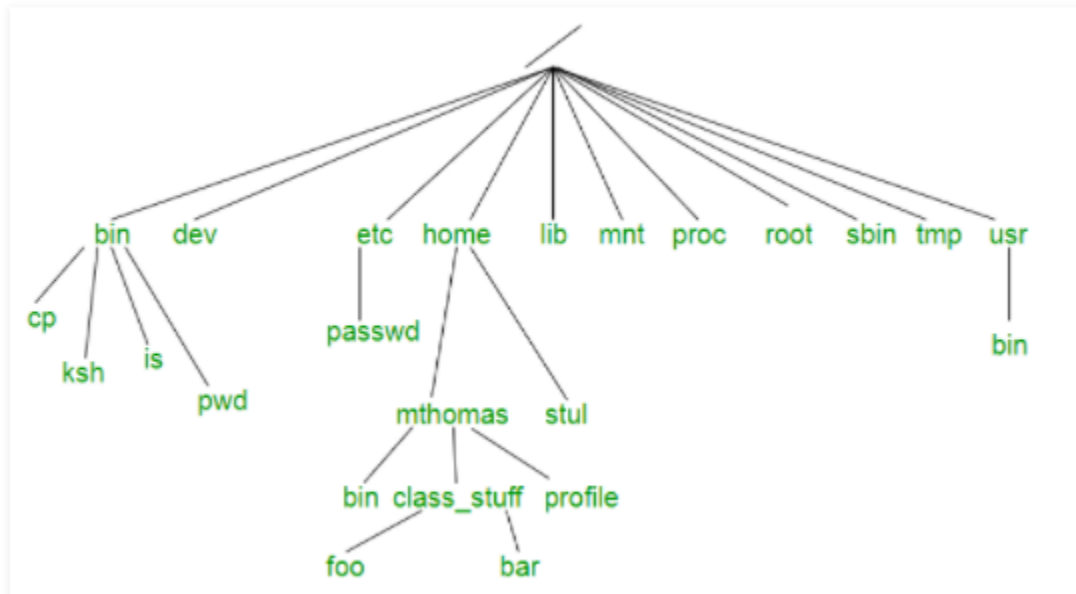 /
bin dev etc home lib mnt proc root sbin tmp usr
cp
passwd
bin
is
ksh
pwd
mthomas stul
bin class_stuff profile
foo bar